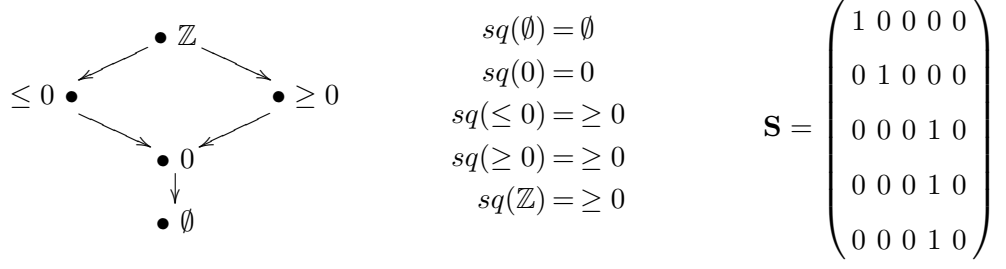 • ℤ
≤ 0 •
• ≥ 0
• 0
• ∅
sq(∅) = ∅
sq(0) = 0
sq(≤ 0) = ≥ 0
sq(≥ 0) = ≥ 0
sq(ℤ) = ≥ 0
S =
1 0 0 0 0
0 1 0 0 0
0 0 0 1 0
0 0 0 1 0
0 0 0 1 0